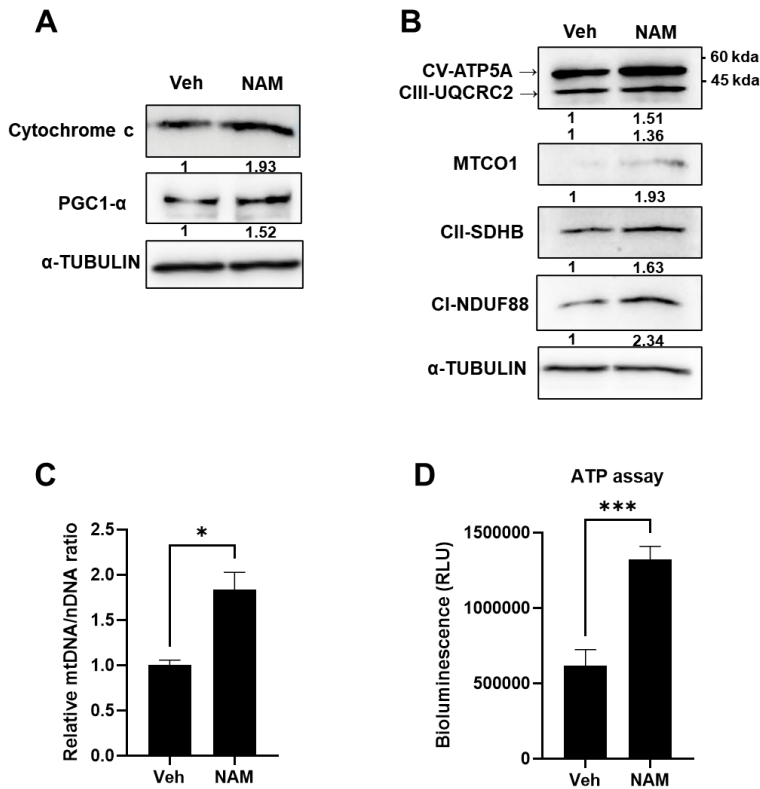 A
Veh NAM
Cytochrome c
1 1.93
PGC1-α
1 1.52
α-TUBULIN
B
Veh NAM
CV-ATP5A → - 60 kda
CIII-UQCRC2 → - 45 kda
1 1.51
1 1.36
MTCO1
1 1.93
CII-SDHB
1 1.63
CI-NDUF88
1 2.34
α-TUBULIN
C
Relative mtDNA/nDNA ratio
2.5
2.0
1.5
1.0
0.5
0.0
*
Veh NAM
D
ATP assay
Bioluminescence (RLU)
1500000
1000000
500000
0
***
Veh NAM